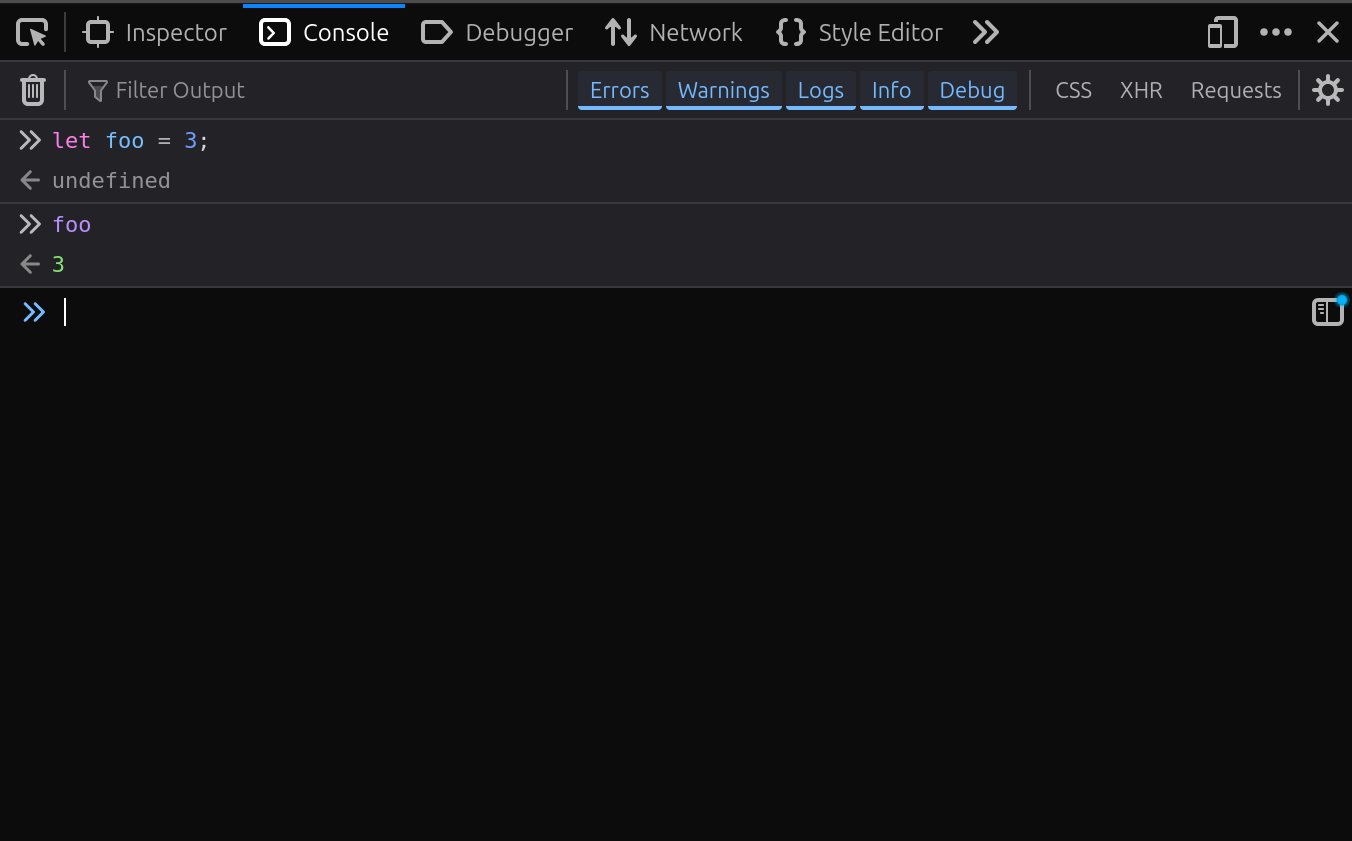 Inspector Console Debugger Network {} Style Editor
Filter Output Errors Warnings Logs Info Debug CSS XHR Requests
let foo = 3;
undefined
foo
3